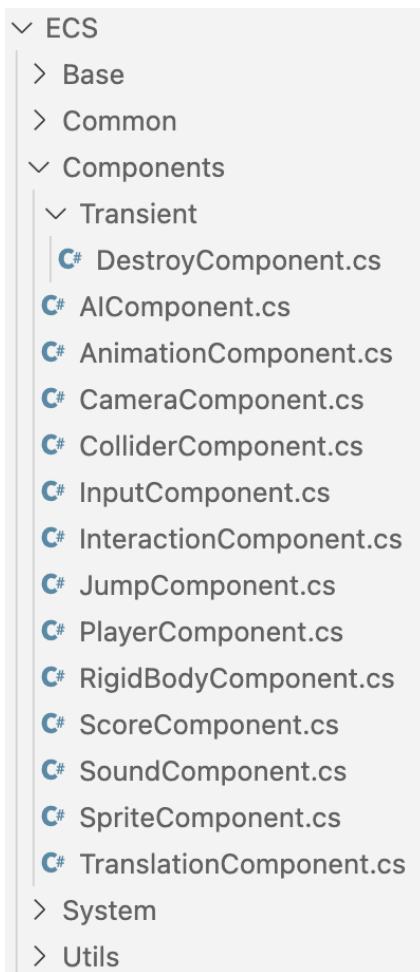 ECS
Base
Common
Components
Transient
C# DestroyComponent.cs
C# AIComponent.cs
C# AnimationComponent.cs
C# CameraComponent.cs
C# ColliderComponent.cs
C# InputComponent.cs
C# InteractionComponent.cs
C# JumpComponent.cs
C# PlayerComponent.cs
C# RigidBodyComponent.cs
C# ScoreComponent.cs
C# SoundComponent.cs
C# SpriteComponent.cs
C# TranslationComponent.cs
System
Utils